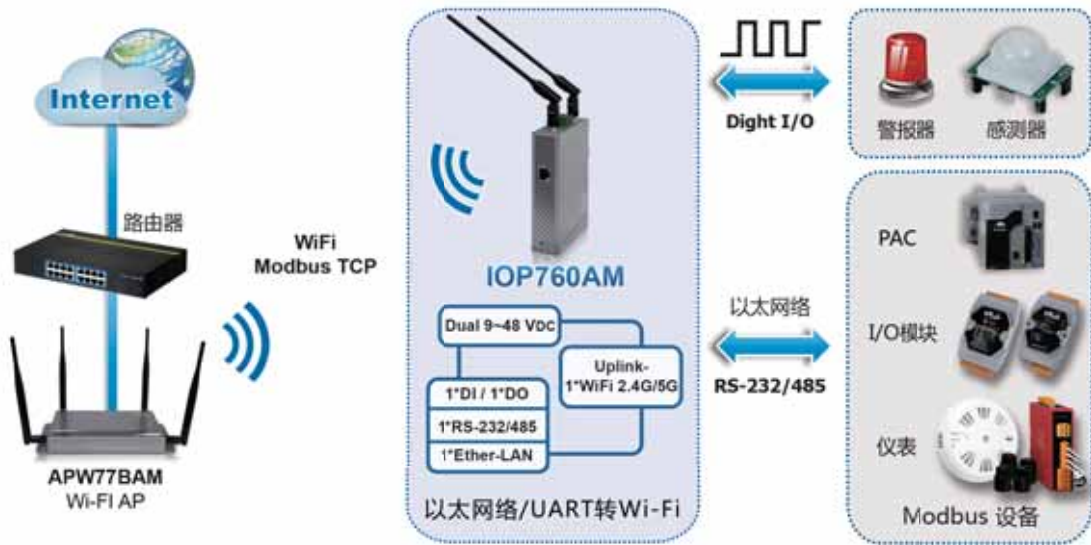 Internet
路由器
WiFi
Modbus TCP
APW77BAM
Wi-FI AP
IOP760AM
Dual 9~48 VDC
Uplink-
1*WiFi 2.4G/5G
1*DI / 1*DO
1*RS-232/485
1*Ether-LAN
以太网络/UART转Wi-Fi
Dight I/O
以太网络
RS-232/485
警报器
感测器
PAC
I/O模块
仪表
Modbus 设备